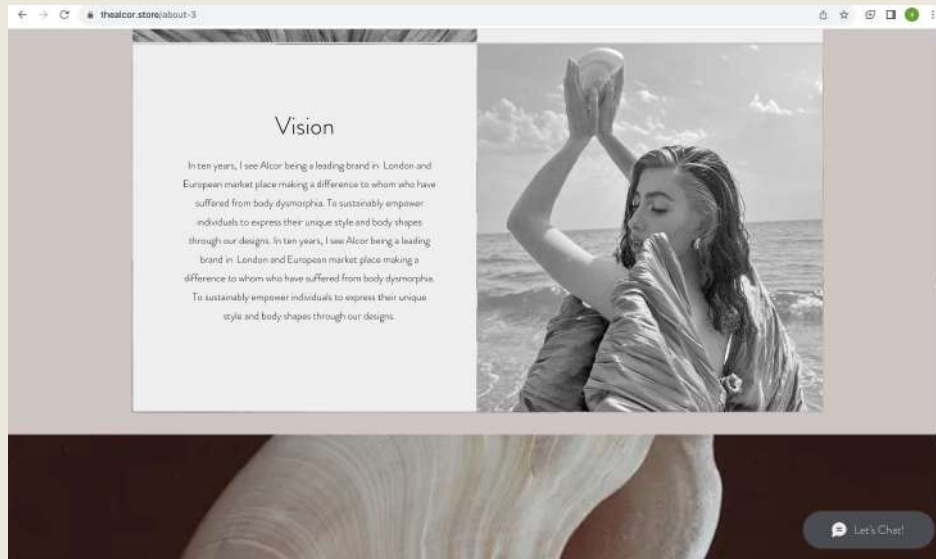 thealcor.store/about-3
Vision
In ten years, I see Alcor being a leading brand in London and
European market place making a difference to whom who have
suffered from body dysmorphia. To sustainably empower
individuals to express their unique style and body shapes
through our designs. In ten years, I see Alcor being a leading
brand in London and European market place making a
difference to whom who have suffered from body dysmorphia.
To sustainably empower individuals to express their unique
style and body shapes through our designs.
Let's Chat!